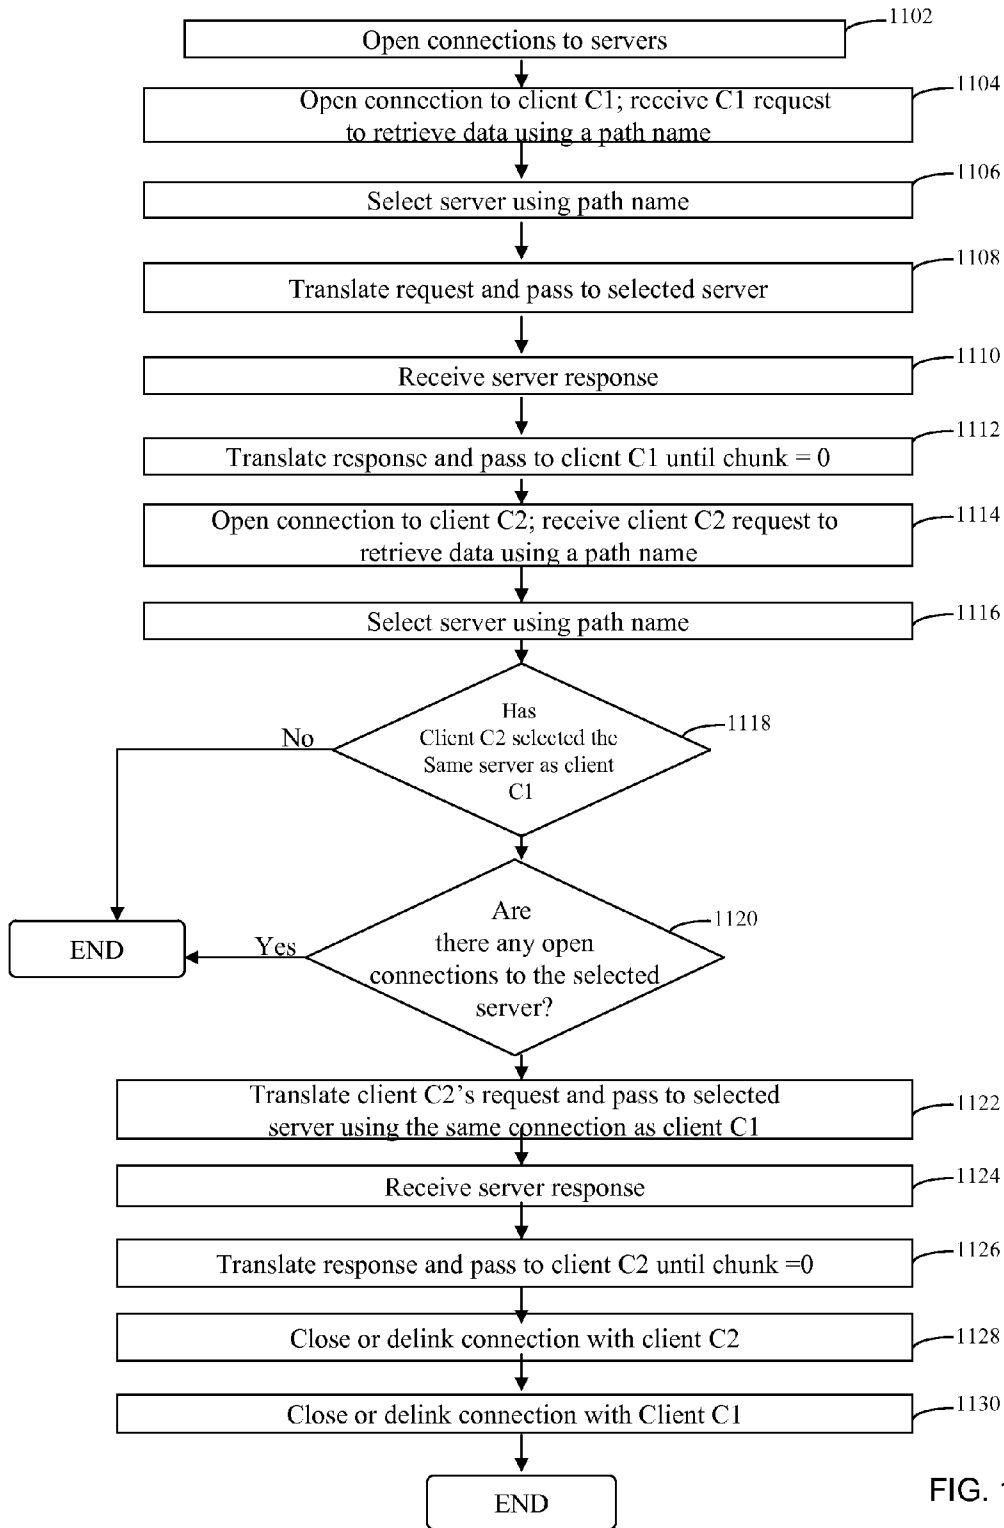 1102
Open connections to servers
1104
Open connection to client C1; receive C1 request
to retrieve data using a path name
1106
Select server using path name
1108
Translate request and pass to selected server
1110
Receive server response
1112
Translate response and pass to client C1 until chunk = 0
1114
Open connection to client C2; receive client C2 request to
retrieve data using a path name
1116
Select server using path name
1118
Has
Client C2 selected the
Same server as client
C1
No
1120
Are
there any open
connections to the selected
server?
Yes
END
Translate client C2’s request and pass to selected
server using the same connection as client C1
1122
1124
Receive server response
1126
Translate response and pass to client C2 until chunk =0
Close or delink connection with client C2
1128
Close or delink connection with Client C1
1130
END
FIG.